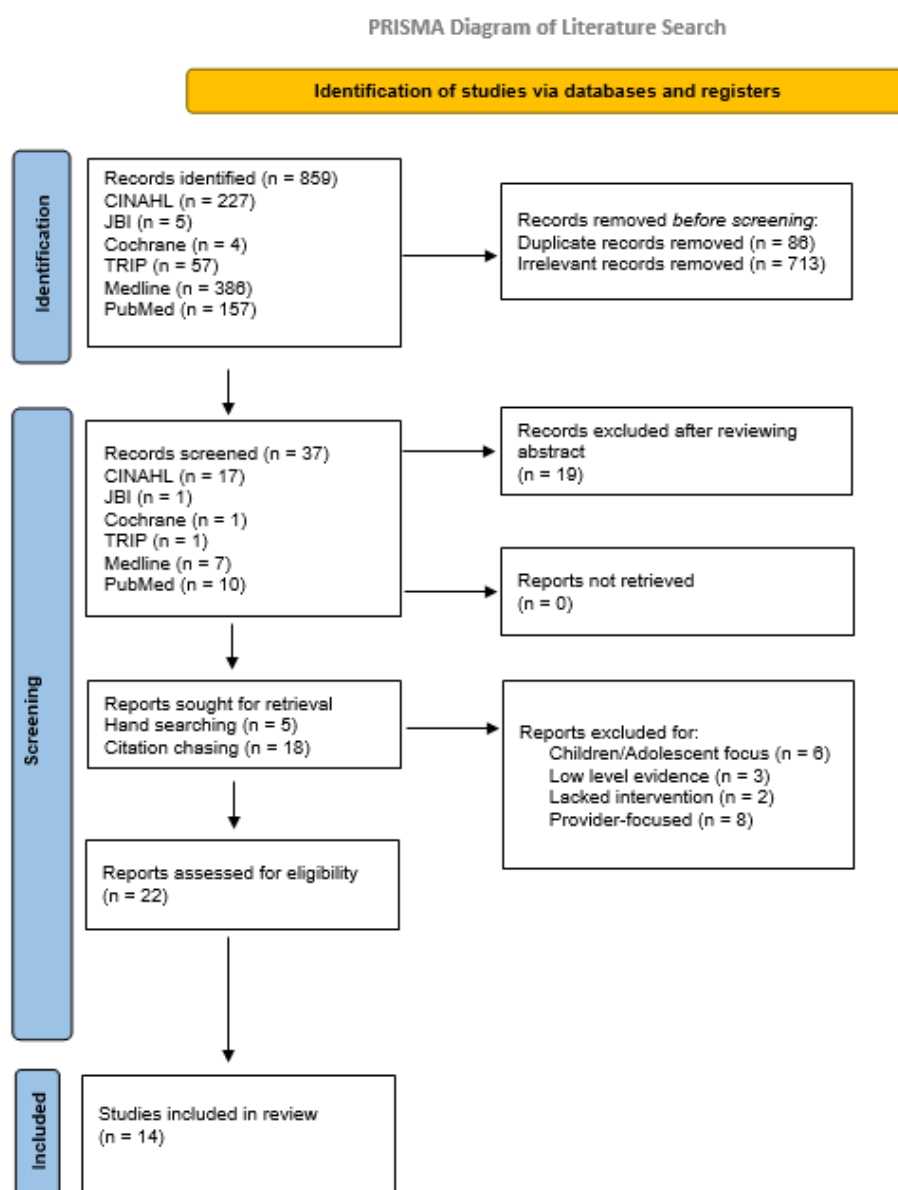 PRISMA Diagram of Literature Search
Identification of studies via databases and registers
Identification
Records identified (n = 859)
CINAHL (n = 227)
JBI (n = 5)
Cochrane (n = 4)
TRIP (n = 57)
Medline (n = 386)
PubMed (n = 157)
Records removed before screening:
Duplicate records removed (n = 86)
Irrelevant records removed (n = 713)
Screening
Records screened (n = 37)
CINAHL (n = 17)
JBI (n = 1)
Cochrane (n = 1)
TRIP (n = 1)
Medline (n = 7)
PubMed (n = 10)
Records excluded after reviewing
abstract
(n = 19)
Reports not retrieved
(n = 0)
Reports sought for retrieval
Hand searching (n = 5)
Citation chasing (n = 18)
Reports excluded for:
Children/Adolescent focus (n = 6)
Low level evidence (n = 3)
Lacked intervention (n = 2)
Provider-focused (n = 8)
Reports assessed for eligibility
(n = 22)
Included
Studies included in review
(n = 14)